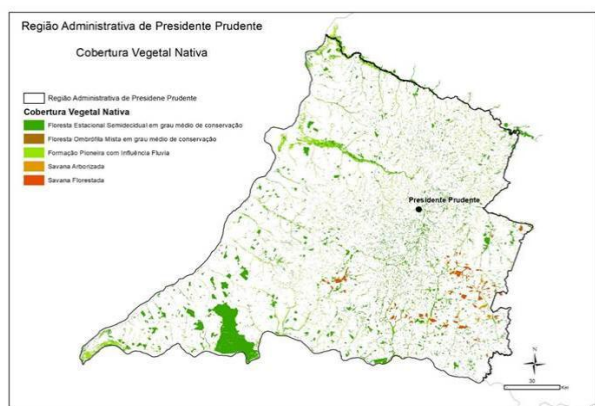 Região Administrativa de Presidente Prudente
Cobertura Vegetal Nativa
Região Administrativa de Presidene Prudente
Cobertura Vegetal Nativa
Floresta Estacional Semidecidual em grau médio de conservação
Floresta Ombrófila Mista em grau médio de conservação
Formação Pioneira com Influência Fluvia
Savana Arborizada
Savana Florestada
Presidente Prudente
N
30
Km